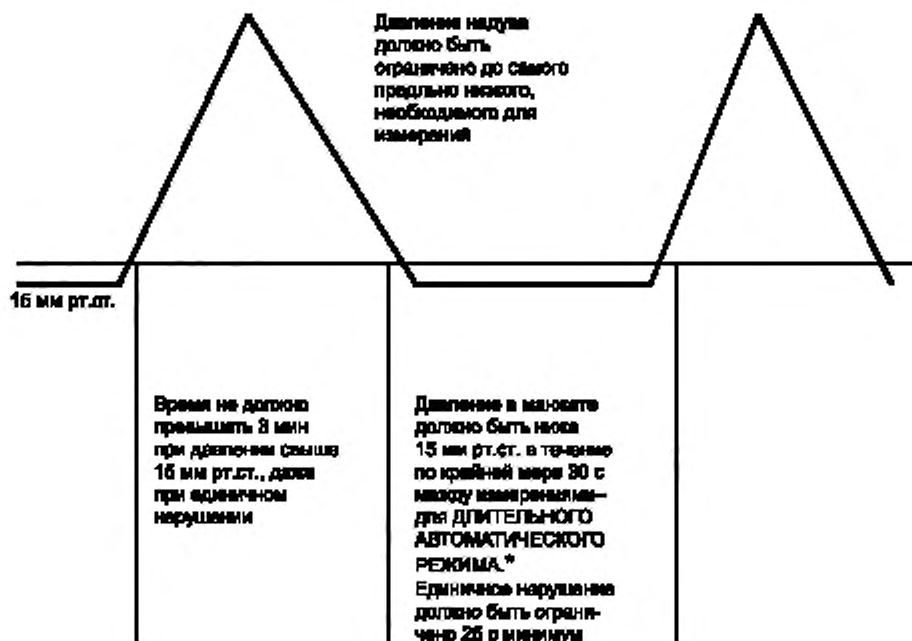 Давление надува
должно быть
ограничено до самого
предльно низкого,
необходимого для
измерений
15 мм рт.ст.
Время не должно
превышать 3 мин
при давлении свыше
15 мм рт.ст., даже
при единичном
нарушении
Давление в манжете
должно быть ниже
15 мм рт.ст. в течение
по крайней мере 30 с
между измерениями–
для ДЛИТЕЛЬНОГО
АВТОМАТИЧЕСКОГО
РЕЖИМА.*
Единичное нарушение
должно быть ограни-
чено 25 с минимум